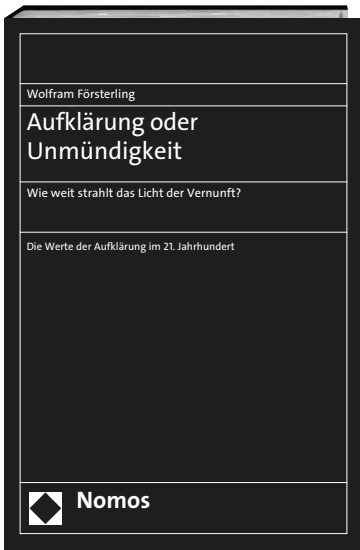 Wolfram Försterling
Aufklärung oder
Unmündigkeit
Wie weit strahlt das Licht der Vernunft?
Die Werte der Aufklärung im 21. Jahrhundert
Nomos